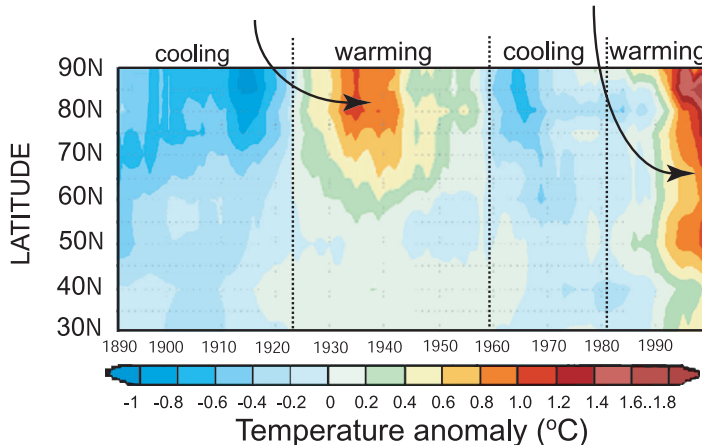 cooling warming cooling warming
90N
80N
70N
60N
50N
40N
30N
LATITUDE
1890 1900 1910 1920 1930 1940 1950 1960 1970 1980 1990
-1 -0.8 -0.6 -0.4 -0.2 0 0.2 0.4 0.6 0.8 1.0 1.2 1.4 1.6..1.8
Temperature anomaly (ºC)